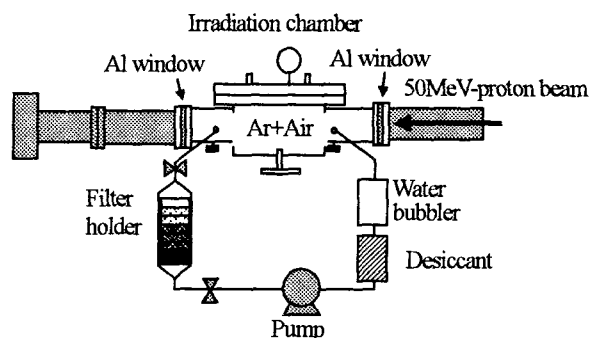 Irradiation chamber
Al window
Al window
50MeV-proton beam
Ar+Air
Filter
holder
Water
bubbler
Desiccant
Pump